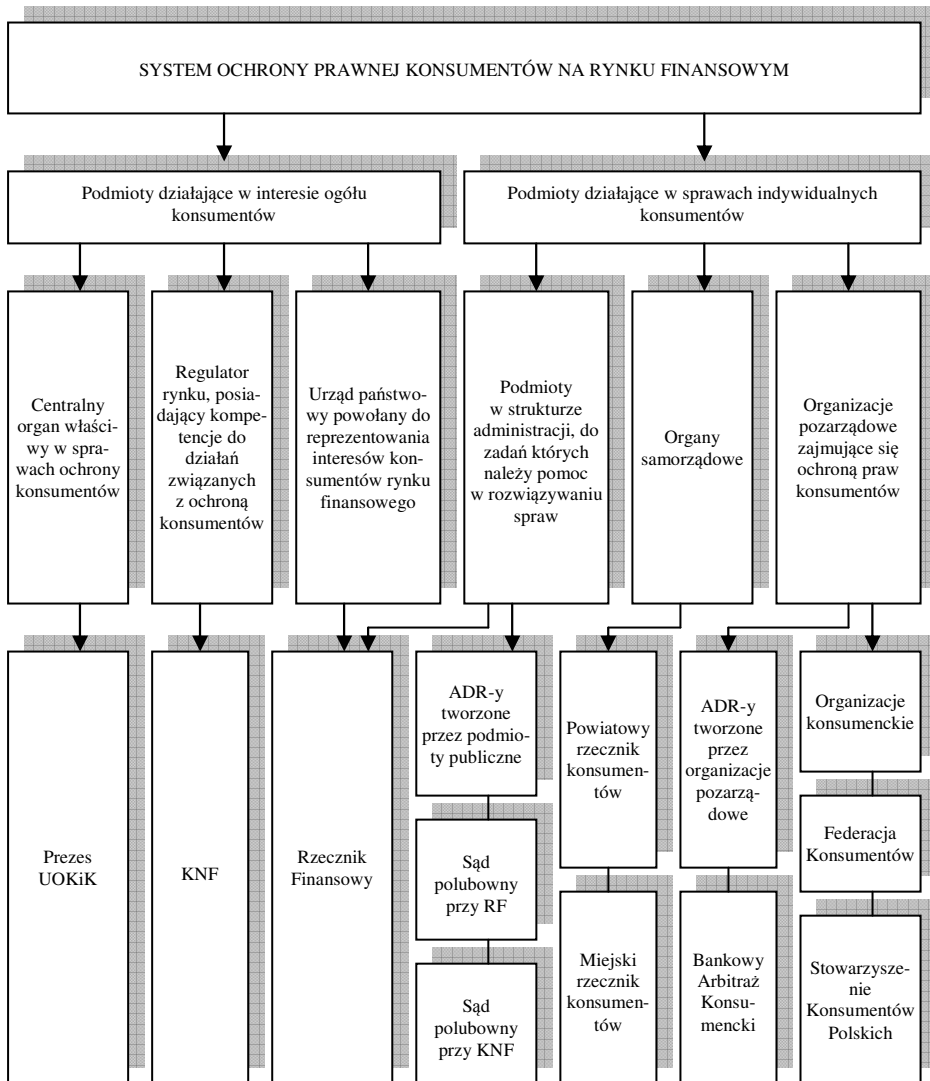 SYSTEM OCHRONY PRAWNEJ KONSUMENTÓW NA RYNKU FINANSOWYM
Podmioty działające w interesie ogółu
konsumentów
Podmioty działające w sprawach indywidualnych
konsumentów
Centralny
organ właści-
wy w spra-
wach ochrony
konsumentów
Regulator
rynku, posia-
dający kompe-
tencje do
działań
związanych
z ochroną
konsumentów
Urząd państwowy powołany do
reprezentowania
interesów kon-
sumentów rynku
finansowego
Podmioty
w strukturze
administracji, do
zadań których
należy pomoc
w rozwiązywaniu
spraw
Organy
samorządowe
Organizacje
pozarządowe
zajmujące się
ochroną praw
konsumentów
Prezes
UOKiK
KNF
Rzecznik
Finansowy
ADR-y
tworzone
przez podmio-
ty publiczne
Sąd
polubowny
przy RF
Sąd
polubowny
przy KNF
Powiatowy
rzecznik
konsumen-
tów
Miejski
rzecznik
konsumen-
tów
ADR-y
tworzone
przez
organizacje
pozarzą-
dowe
Bankowy
Arbitraż
Konsu-
mencki
Organizacje
konsumenckie
Federacja
Konsumentów
Stowarzysze-
nie
Konsumentów
Polskich